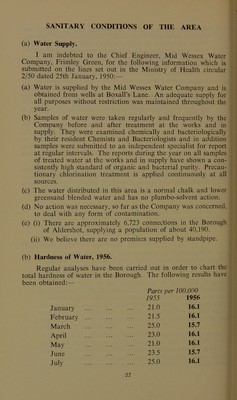 SANITARY CONDITIONS OF THE AREA
(a) Water Supply.
I am indebted to the Chief Engineer, Mid Wessex Water
Company, Frimley Green, for the following information which is
submitted on the lines set out in the Ministry of Health circular
2/50 dated 25th January, 1950:—
(a) Water is supplied by the Mid Wessex Water Company and is
obtained from wells at Boxall's Lane. An adequate supply for
all purposes without restriction was maintained throughout the
year.
(b) Samples of water were taken regularly and frequently by the
Company before and after treatment at the works and in
supply. They were examined chemically and bacteriologically
by their resident Chemists and Bacteriologists and in addition
samples were submitted to an independent specialist for report
at regular intervals. The reports during the year on all samples
of treated water at the works and in supply have shown a con-
sistently high standard of organic and bacterial purity. Precau-
tionary chlorination treatment is applied continuously at all
sources.
(c) The water distributed in this area is a normal chalk and lower
greensand blended water and has no plumbo-solvent action.
(d) No action was necessary, so far as the Company was concerned,
to deal with any form of contamination.
(e) (i) There are approximately 6,723 connections in the Borough
of Aldershot, supplying a population of about 40,190.
(ii) We believe there are no premises supplied by standpipe.
(b) Hardness of Water, 1956.
Regular analyses have been carried out in order to chart the
total hardness of water in the Borough. The following results have
been obtained:—
Parts per 100,000
1955 1956
January ... ... ... 21.0 16.1
February ... ... ... 21.5 16.1
March ... ... ... 25.0 15.7
April ... ... ... 23.0 16.1
May ... ... ... 21.0 16.1
June ... ... ... 23.5 15.7
July ... ... ... 25.0 16.1
22